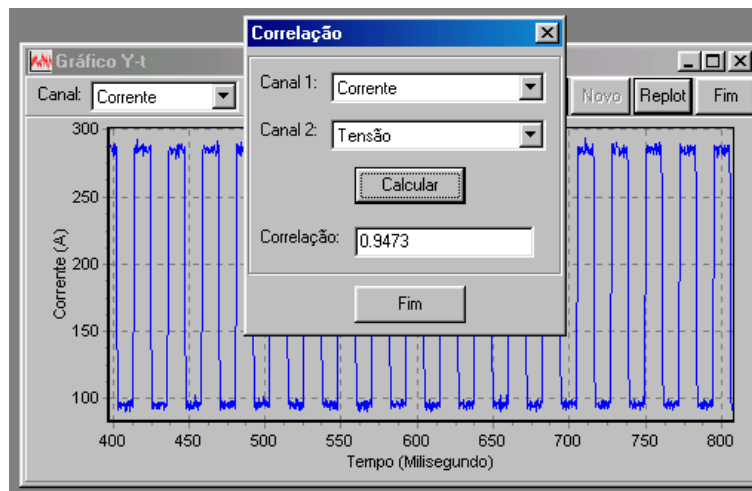 Correlação
Gráfico Y-t
Canal: Corrente
Novo Replot Fim
Canal 1: Corrente
Canal 2: Tensão
Calcular
Correlação: 0.9473
Fim
300
250
200
150
100
Corrente (A)
400 450 500 550 600 650 700 750 800
Tempo (Milisegundo)